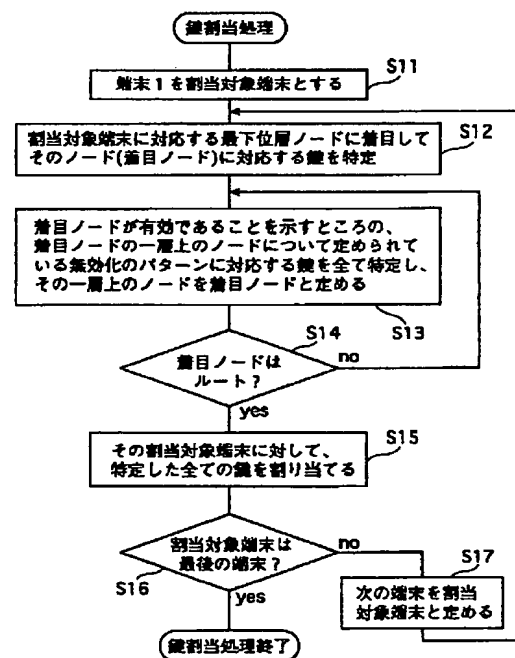 鍵割当処理
S11
端末1を割当対象端末とする
S12
割当対象端末に対応する最下位層ノードに着目して
そのノード(着目ノード)に対応する鍵を特定
着目ノードが有効であることを示すところの、
着目ノードの一層上のノードについて定められて
いる無効化のパターンに対応する鍵を全て特定し、
その一層上のノードを着目ノードと定める
S13
S14
着目ノードは
ルート?
no
yes
S15
その割当対象端末に対して、
特定した全ての鍵を割り当てる
割当対象端末は
最後の端末?
no
S16
yes
S17
次の端末を割当
対象端末と定める
鍵割当処理終了